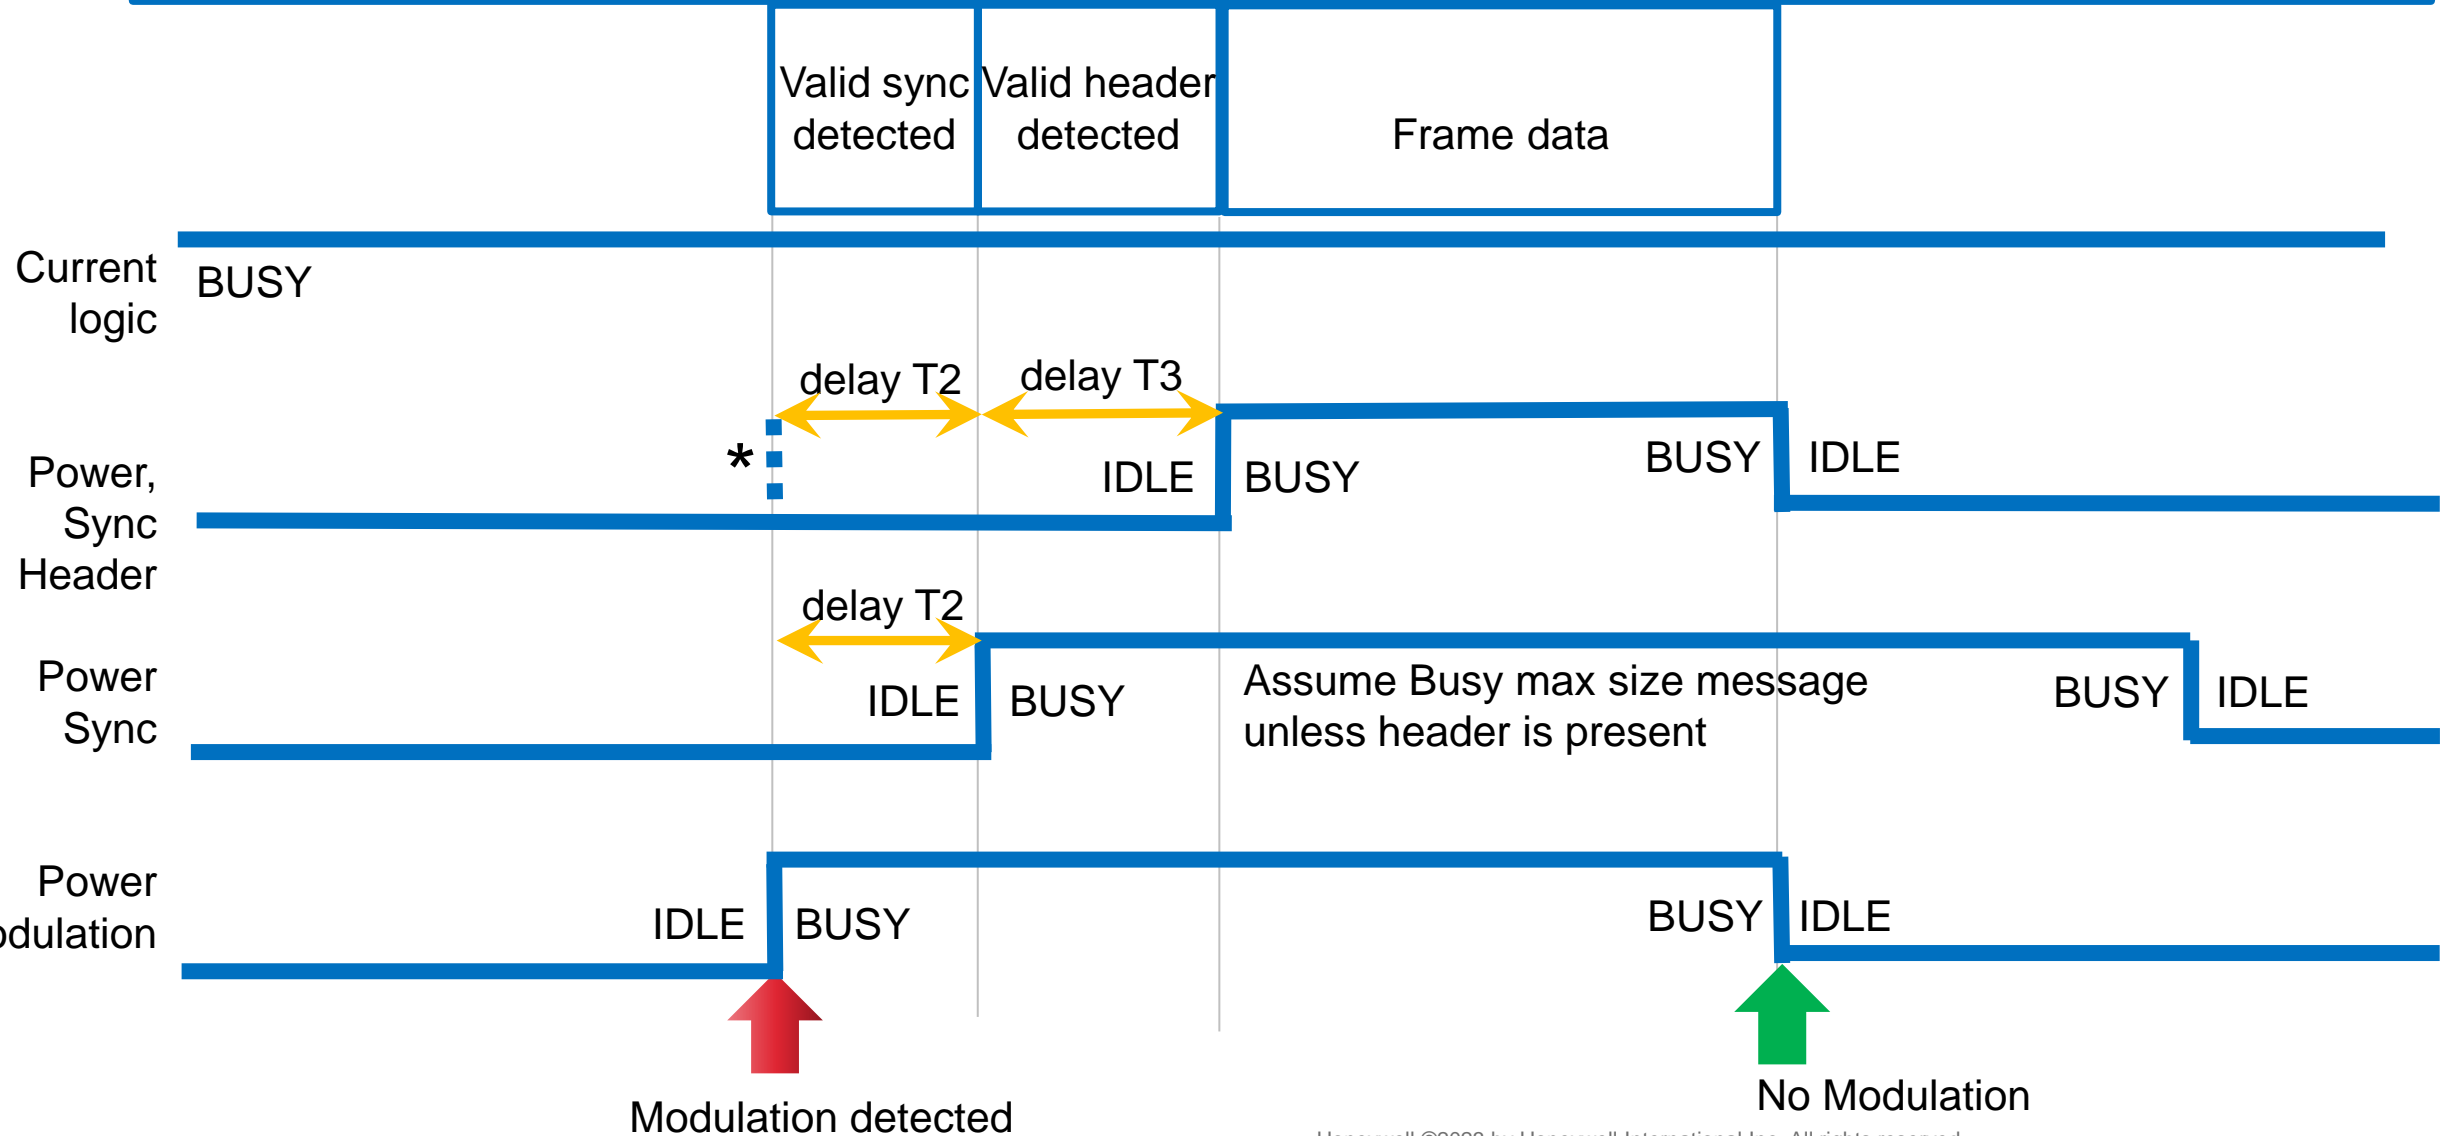 Valid sync
detected
Valid header
detected
Frame data
Current
logic
BUSY
delay T2
delay T3
*
Power,
Sync
Header
IDLE
BUSY
BUSY
IDLE
delay T2
Power
Sync
IDLE
BUSY
Assume Busy max size message
unless header is present
BUSY
IDLE
Power
IDLE
BUSY
BUSY
IDLE
Modulation detected
No Modulation